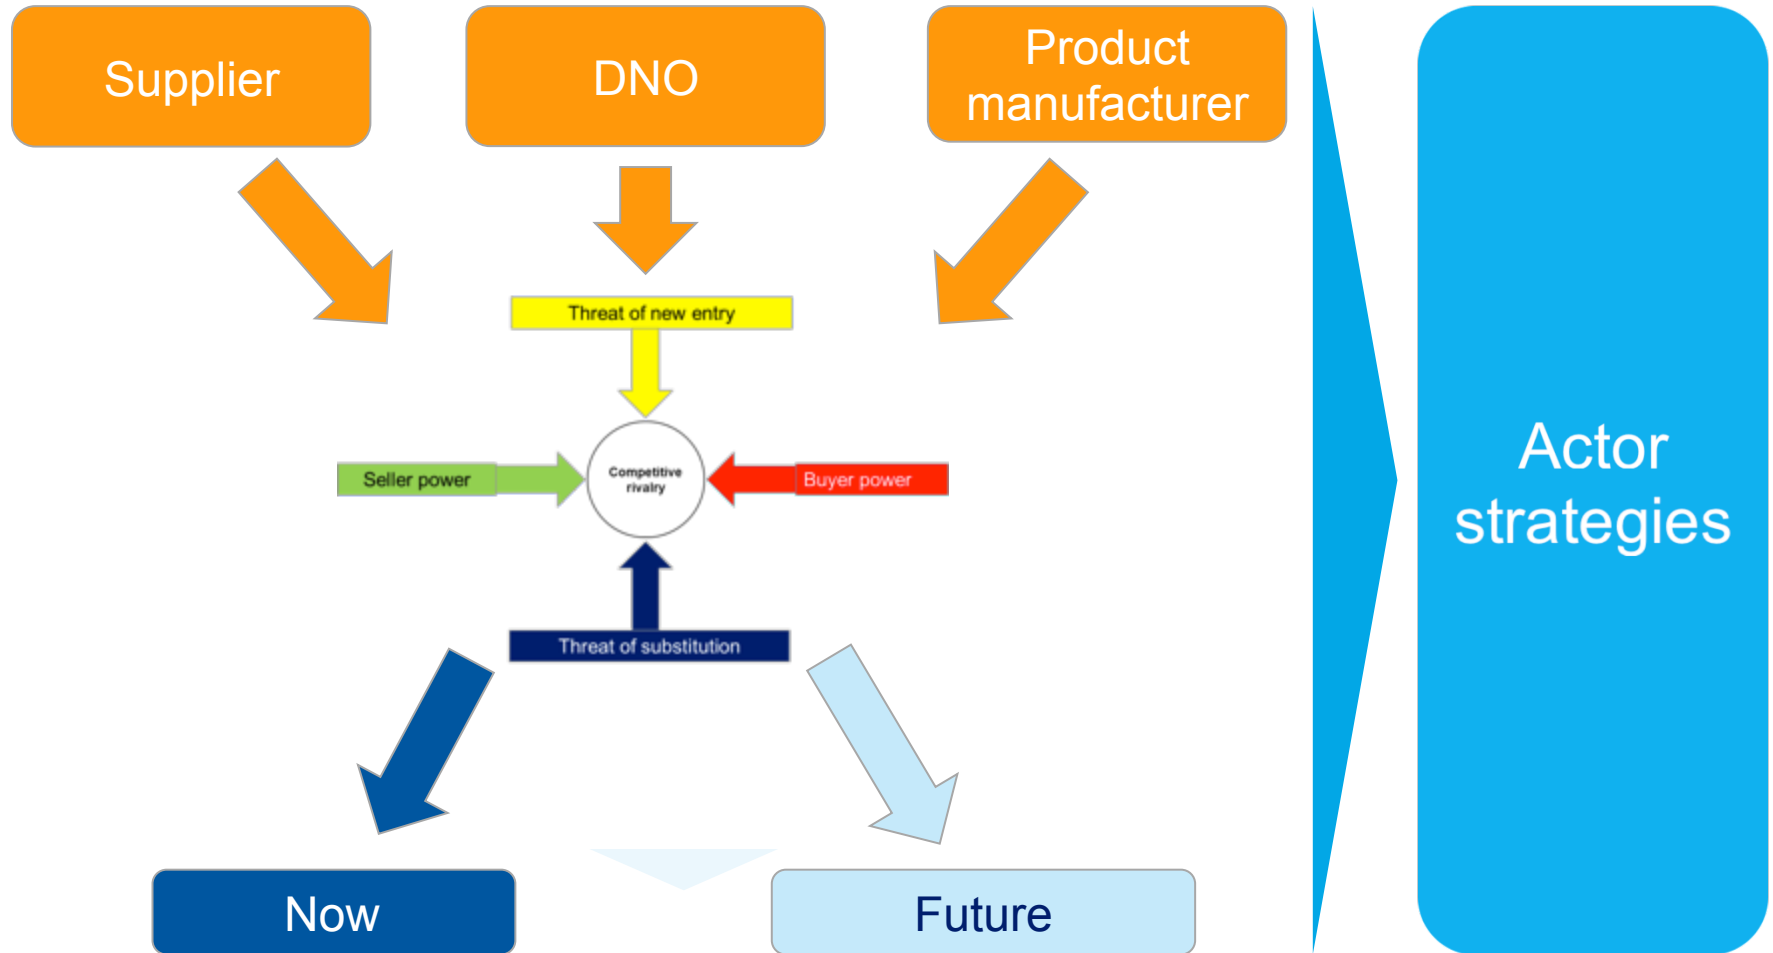 Supplier
DNO
Product
manufacturer
Threat of new entry
Seller power
Competitive
rivalry
Buyer power
Threat of substitution
Now
Future
Actor
strategies